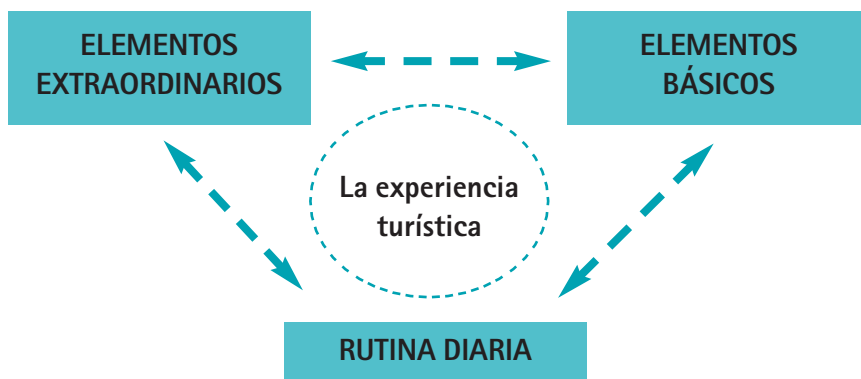 ELEMENTOS
EXTRAORDINARIOS
ELEMENTOS
BÁSICOS
La experiencia
turística
RUTINA DIARIA